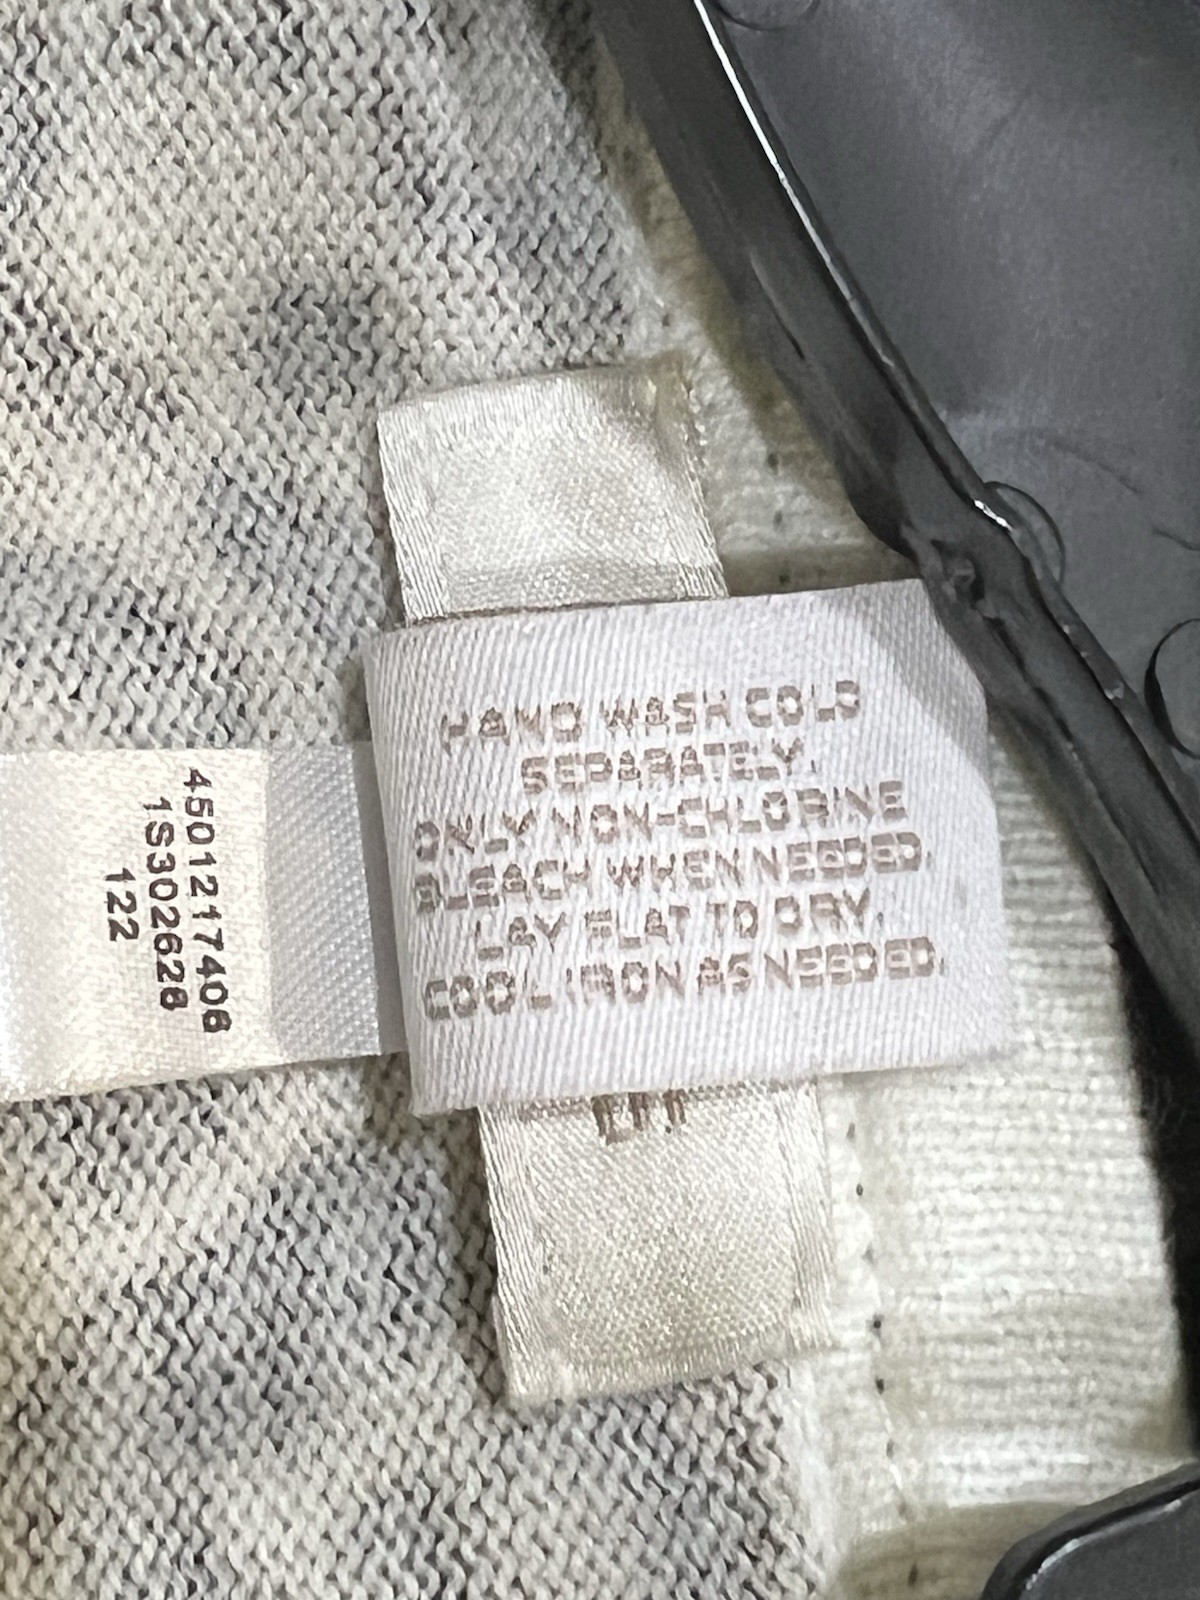 HAND WASH COLD
SEPARATELY.
ONLY NON-CHLORINE
BLEACH WHEN NEEDED.
LAY FLAT TO DRY.
COOL IRON AS NEEDED.
4501217406
1S302628
122